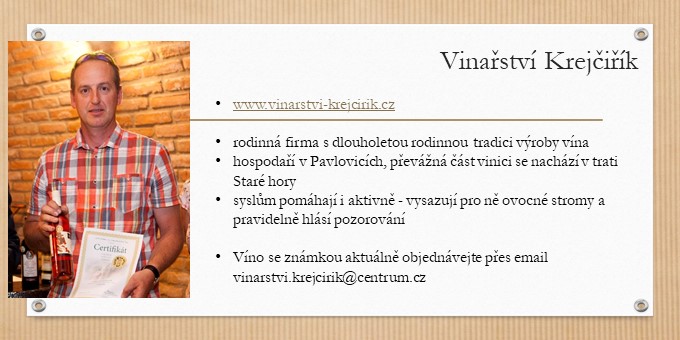 Vinařství Krejčiřík
• www.vinarstvi-krejcirik.cz
• rodinná firma s dlouholetou rodinnou tradici výroby vína
• hospodaří v Pavlovicích, převážná část vinici se nachází v trati
Staré hory
• syslům pomáhají i aktivně - vysazují pro ně ovocné stromy a
pravidelně hlásí pozorování
• Víno se známkou aktuálně objednávejte přes email
vinarstvi.krejcirik@centrum.cz
Certifikát